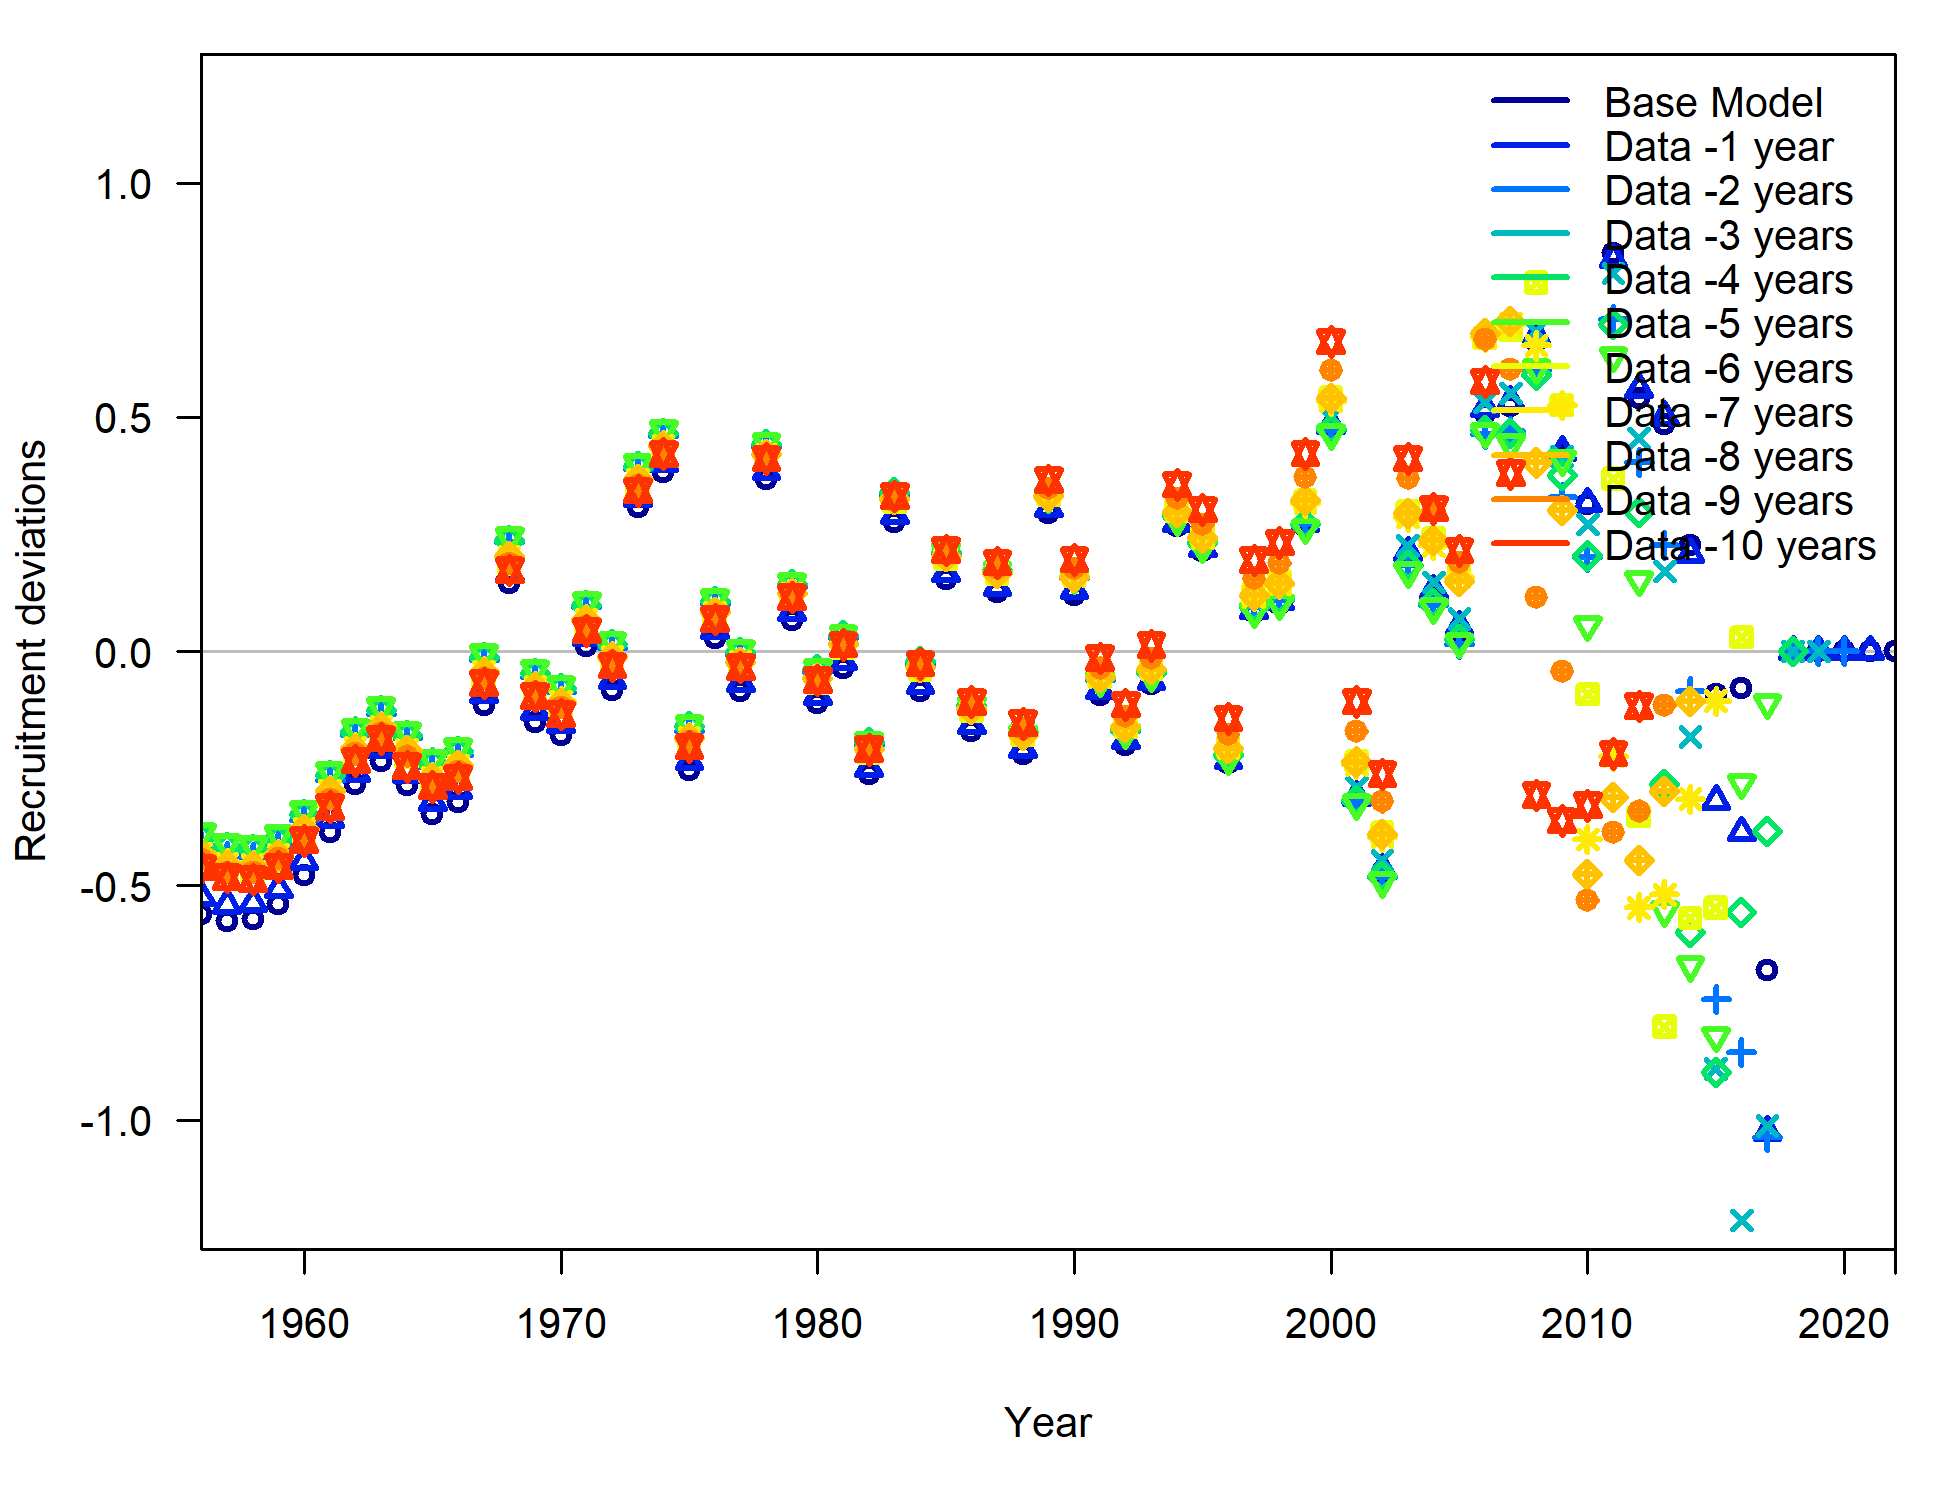 Base Model
Data -1 year
Data -2 years
Data -3 years
Data -4 years
Data -5 years
Data -6 years
Data -7 years
Data -8 years
Data -9 years
Data -10 years
1.0
0.5
0.0
-0.5
-1.0
Recruitment deviations
1960 1970 1980 1990 2000 2010 2020
Year